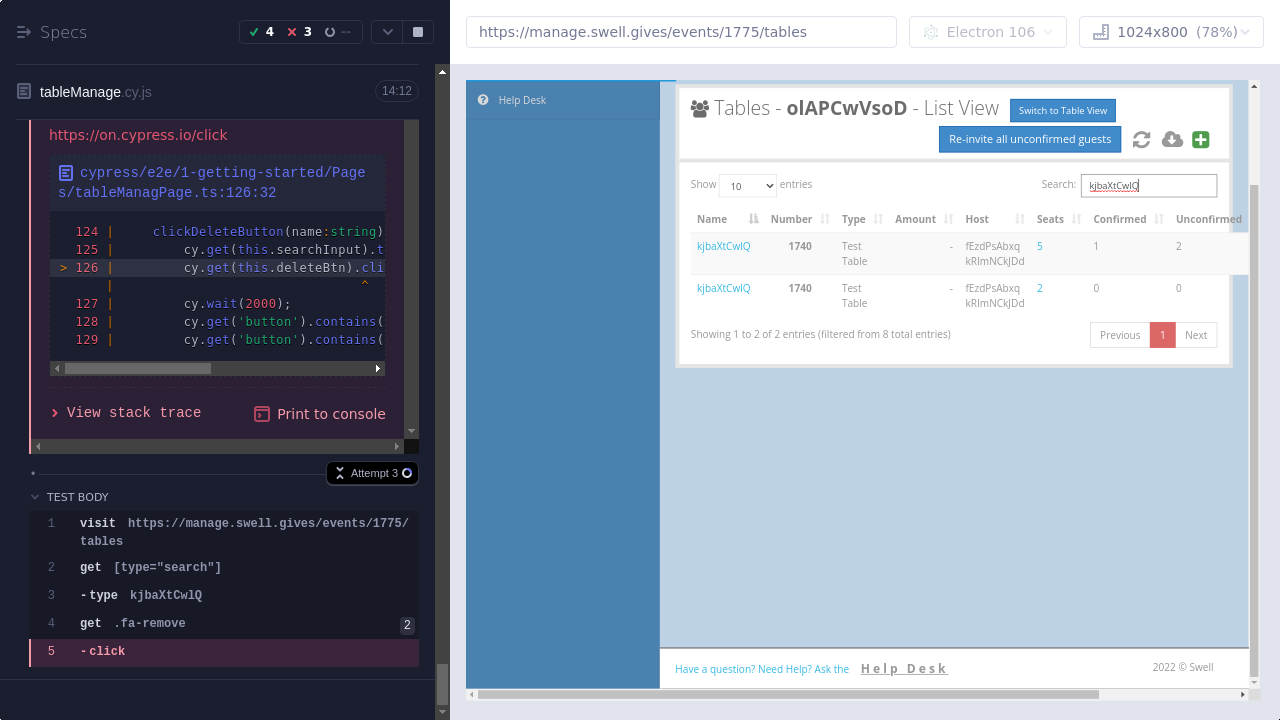 Specs
4
3
--
tableManage.cy.js
14:12
https://on.cypress.io/click
cypress/e2e/1-getting-started/Page
s/tableManagPage.ts:126:32
124 | clickDeleteButton(name:string)
125 | cy.get(this.searchInput).t
> 126 | cy.get(this.deleteBtn).cli
| ^
127 | cy.wait(2000);
128 | cy.get('button').contains(
129 | cy.get('button').contains(
View stack trace
Print to console
Attempt 3
TEST BODY
1 visit https://manage.swell.gives/events/1775/
tables
2 get [type="search"]
3 -type kjbaXtCwlQ
4 get .fa-remove 2
5 -click
https://manage.swell.gives/events/1775/tables
Electron 106
1024x800 (78%)
Help Desk
Tables - olAPCwVsoD - List View
Switch to Table View
Re-invite all unconfirmed guests
Show 10 entries
Search: kjbaXtCwlQ
Name Number Type Amount Host Seats Confirmed Unconfirmed
kjbaXtCwlQ 1740 Test - fEzdPsAbxq 5 1 2
Table kRlmNCkJDd
kjbaXtCwlQ 1740 Test - fEzdPsAbxq 2 0 0
Table kRlmNCkJDd
Showing 1 to 2 of 2 entries (filtered from 8 total entries)
Previous 1 Next
Have a question? Need Help? Ask the Help Desk
2022 © Swell